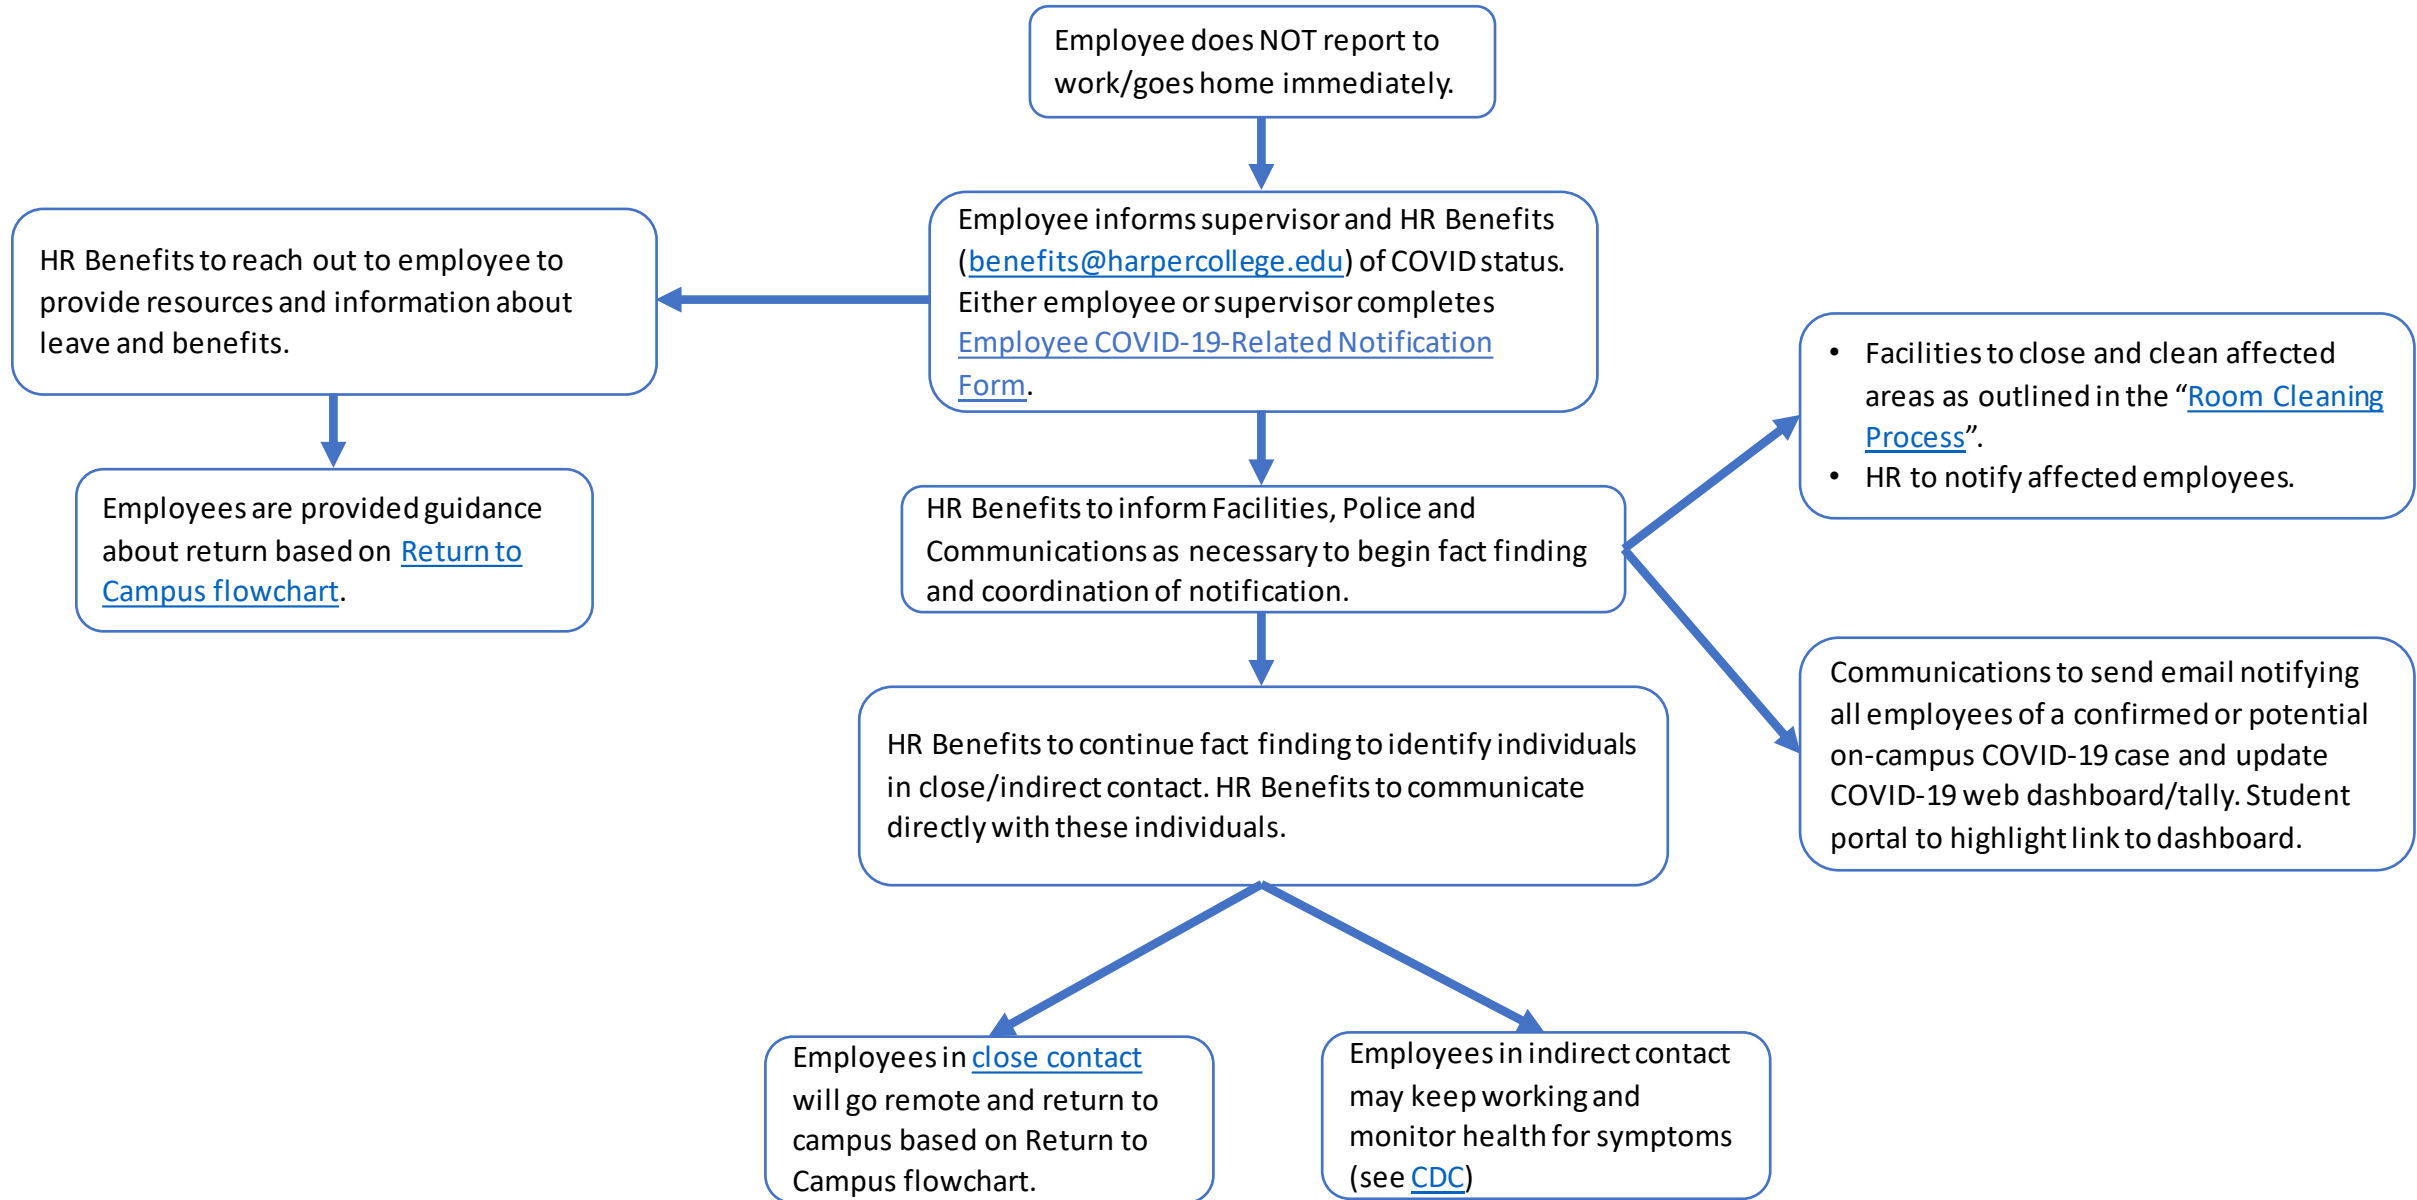 Employee does NOT report to
work/goes home immediately.
Employee informs supervisor and HR Benefits
(benefits@harpercollege.edu) of COVID status.
Either employee or supervisor completes
Employee COVID-19-Related Notification
Form.
HR Benefits to reach out to employee to
provide resources and information about
leave and benefits.
Employees are provided guidance
about return based on Return to
Campus flowchart.
HR Benefits to inform Facilities, Police and
Communications as necessary to begin fact finding
and coordination of notification.
• Facilities to close and clean affected
areas as outlined in the “Room Cleaning
Process”.
• HR to notify affected employees.
Communications to send email notifying
all employees of a confirmed or potential
on-campus COVID-19 case and update
COVID-19 web dashboard/tally. Student
portal to highlight link to dashboard.
HR Benefits to continue fact finding to identify individuals
in close/indirect contact. HR Benefits to communicate
directly with these individuals.
Employees in close contact
will go remote and return to
campus based on Return to
Campus flowchart.
Employees in indirect contact
may keep working and
monitor health for symptoms
(see CDC)